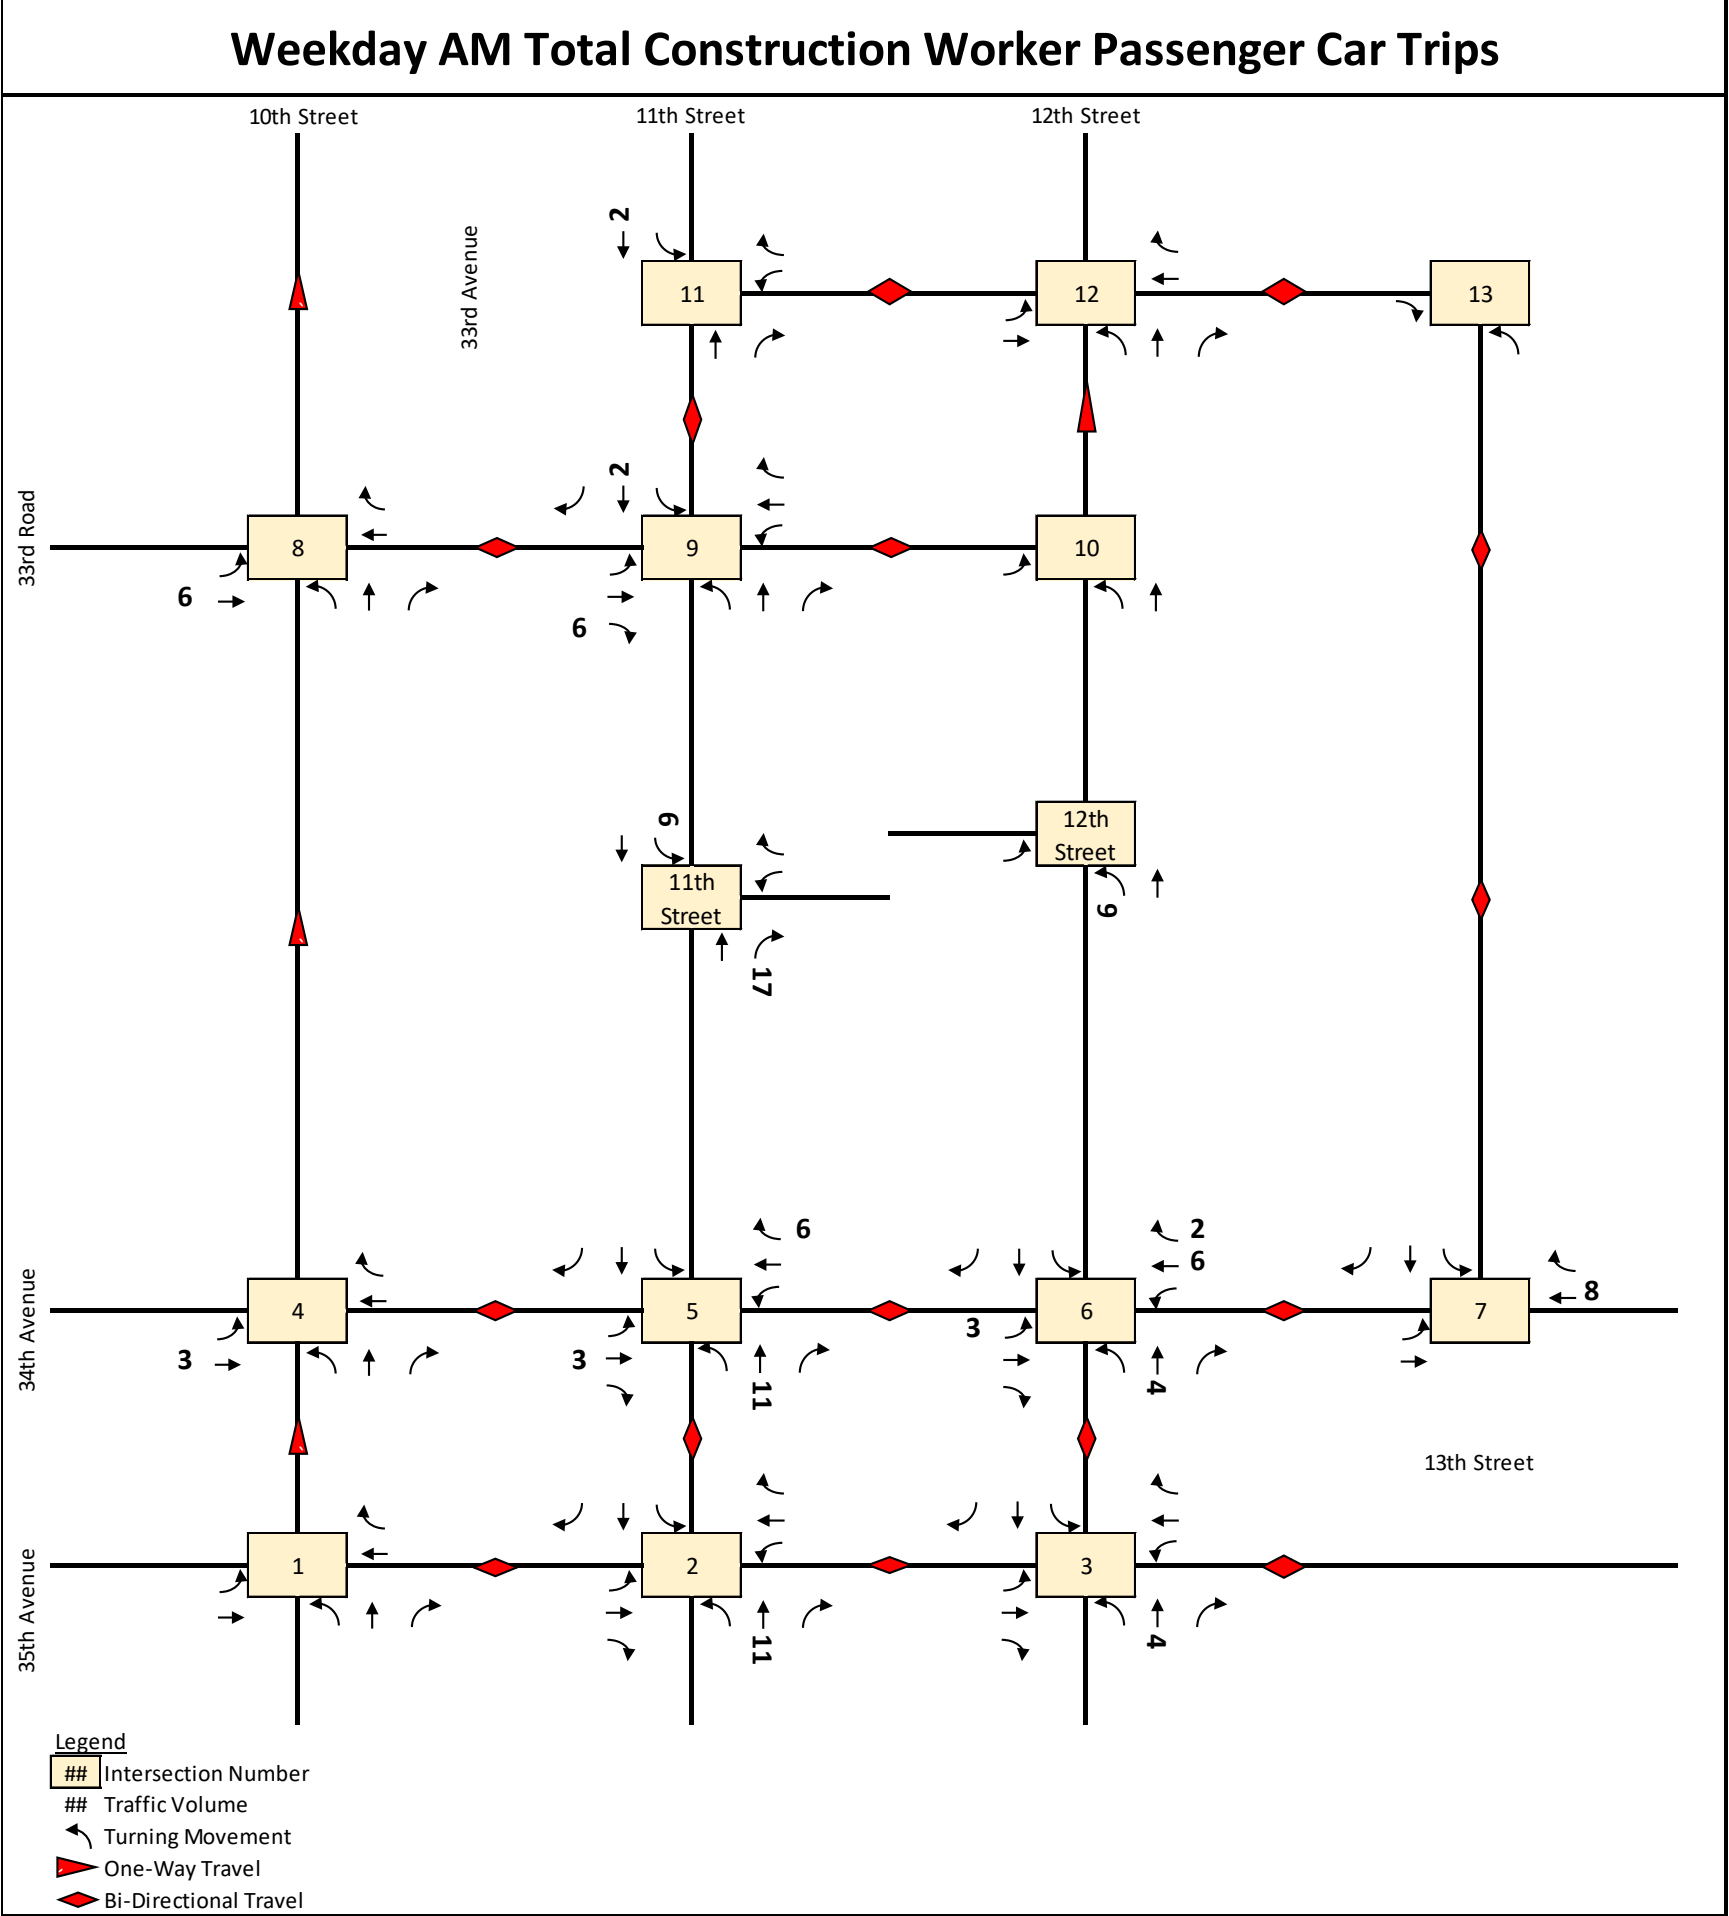 Weekday AM Total Construction Worker Passenger Car Trips
10th Street
11th Street
12th Street
33rd Avenue
2
11
12
13
33rd Road
2
8
9
10
6
6
9
12th
Street
11th
Street
9
17
6
2
6
8
34th Avenue
4
5
6
7
3
3
3
11
4
13th Street
35th Avenue
1
2
3
11
4
Legend
## Intersection Number
## Traffic Volume
Turning Movement
One-Way Travel
Bi-Directional Travel